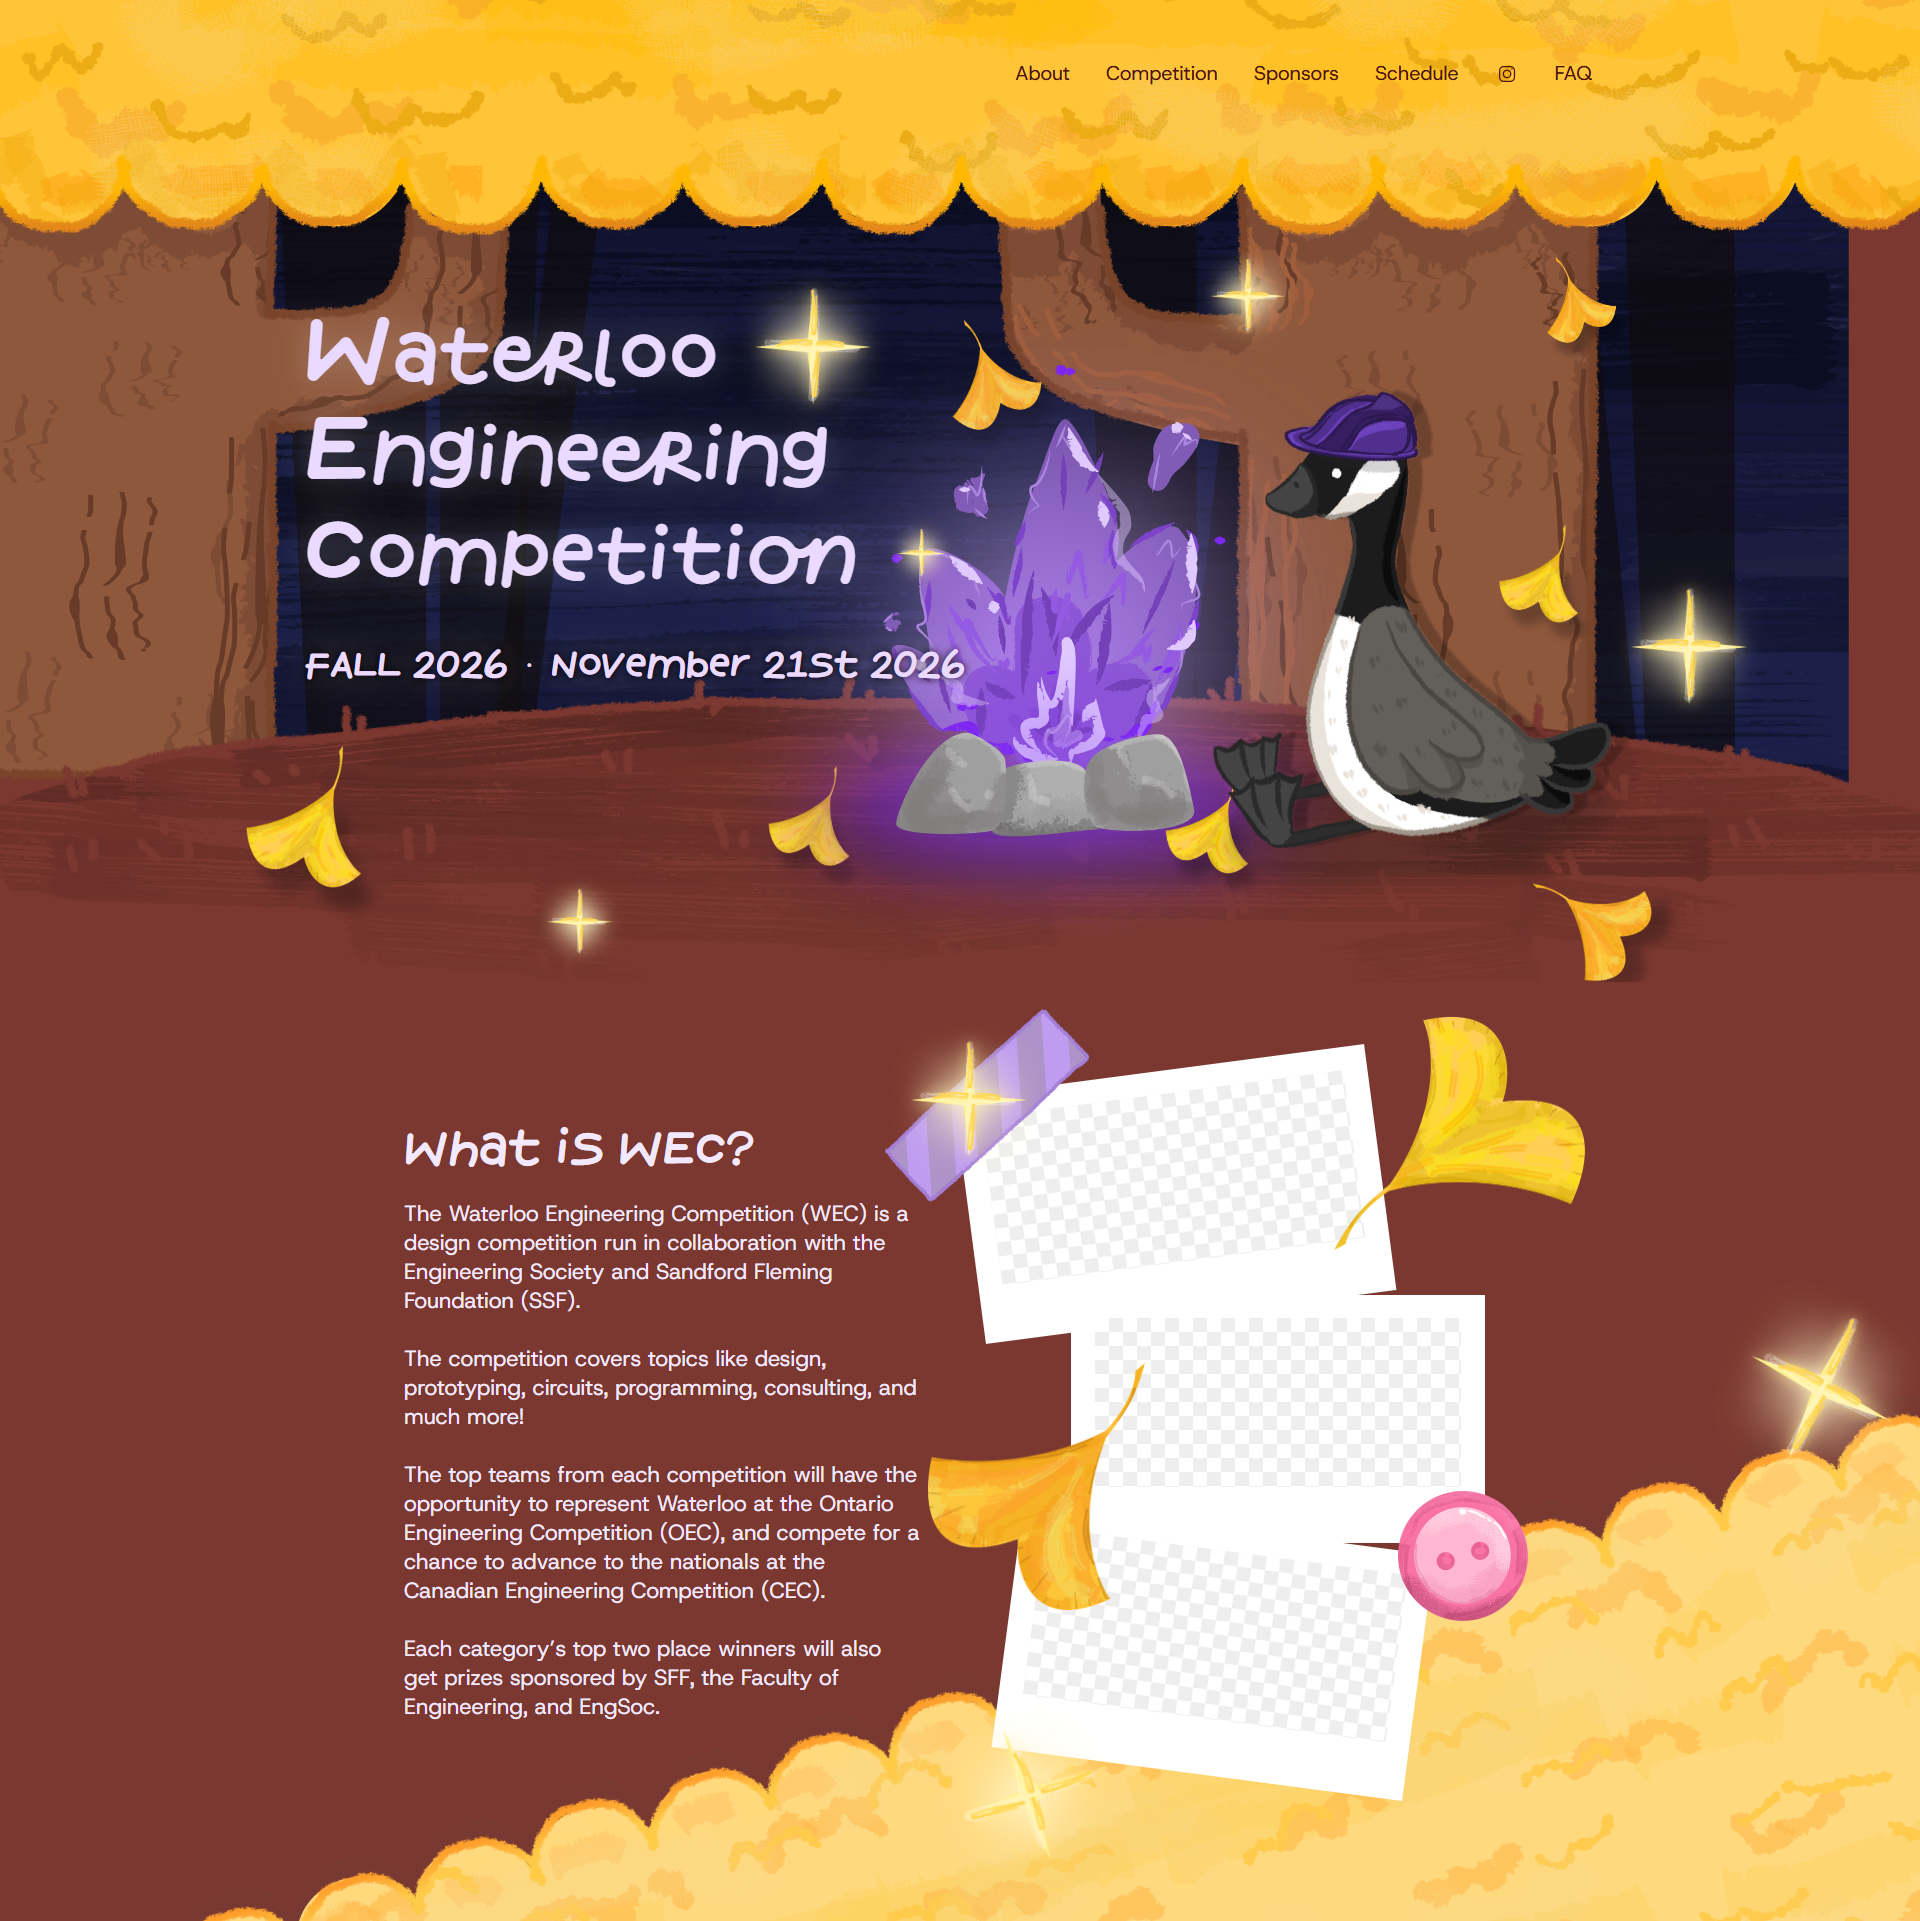 About Competition Sponsors Schedule FAQ
Waterloo
Engineering
Competition
FALL 2026 · November 21st 2026
What is WEC?
The Waterloo Engineering Competition (WEC) is a
design competition run in collaboration with the
Engineering Society and Sandford Fleming
Foundation (SSF).
The competition covers topics like design,
prototyping, circuits, programming, consulting, and
much more!
The top teams from each competition will have the
opportunity to represent Waterloo at the Ontario
Engineering Competition (OEC), and compete for a
chance to advance to the nationals at the
Canadian Engineering Competition (CEC).
Each category’s top two place winners will also
get prizes sponsored by SFF, the Faculty of
Engineering, and EngSoc.